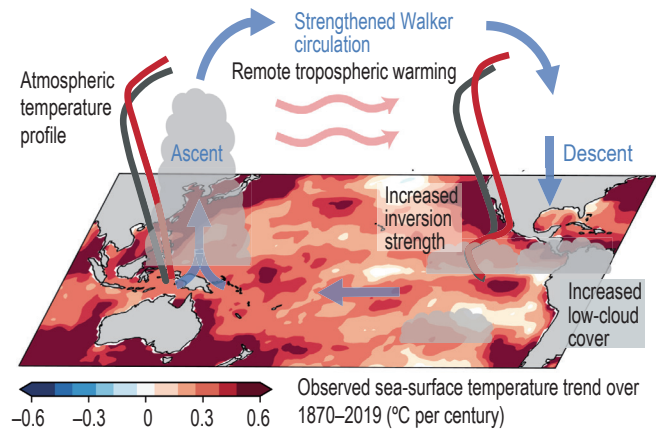 Strengthened Walker
circulation
Remote tropospheric warming
Atmospheric
temperature
profile
Ascent
Descent
Increased
inversion
strength
Increased
low-cloud
cover
Observed sea-surface temperature trend over
1870–2019 (ºC per century)
–0.6 –0.3 0 0.3 0.6